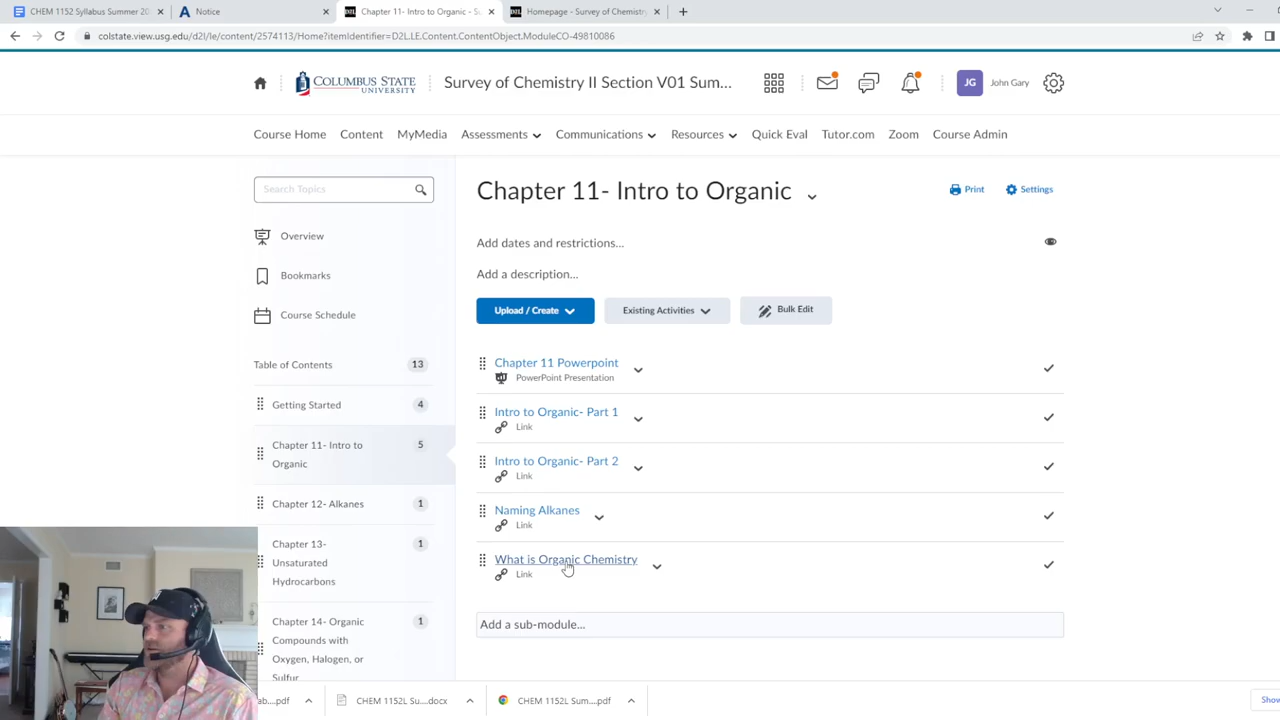 CHEM 1152 Syllabus Summer 20
Notice
Chapter 11- Intro to Organic - Su
Homepage - Survey of Chemistry
colstate.view.usg.edu/d2l/le/content/2574113/Home?itemIdentifier=D2L.LE.Content.ContentObject.ModuleCO-49810086
COLUMBUS STATE
UNIVERSITY
Survey of Chemistry II Section V01 Sum...
JG
John Gary
Course Home
Content
MyMedia
Assessments
Communications
Resources
Quick Eval
Tutor.com
Zoom
Course Admin
Search Topics
Overview
Bookmarks
Course Schedule
Table of Contents
13
Getting Started
4
Chapter 11- Intro to
Organic
5
Chapter 12- Alkanes
1
Chapter 13-
Unsaturated
Hydrocarbons
1
Chapter 14- Organic
Compounds with
Oxygen, Halogen, or
Sulfur
1
Chapter 11- Intro to Organic
Print
Settings
Add dates and restrictions...
Add a description...
Upload / Create
Existing Activities
Bulk Edit
Chapter 11 Powerpoint
PowerPoint Presentation
Intro to Organic- Part 1
Link
Intro to Organic- Part 2
Link
Naming Alkanes
Link
What is Organic Chemistry
Link
Add a sub-module...
ab....pdf
CHEM 1152L Su....docx
CHEM 1152L Sum....pdf
Show